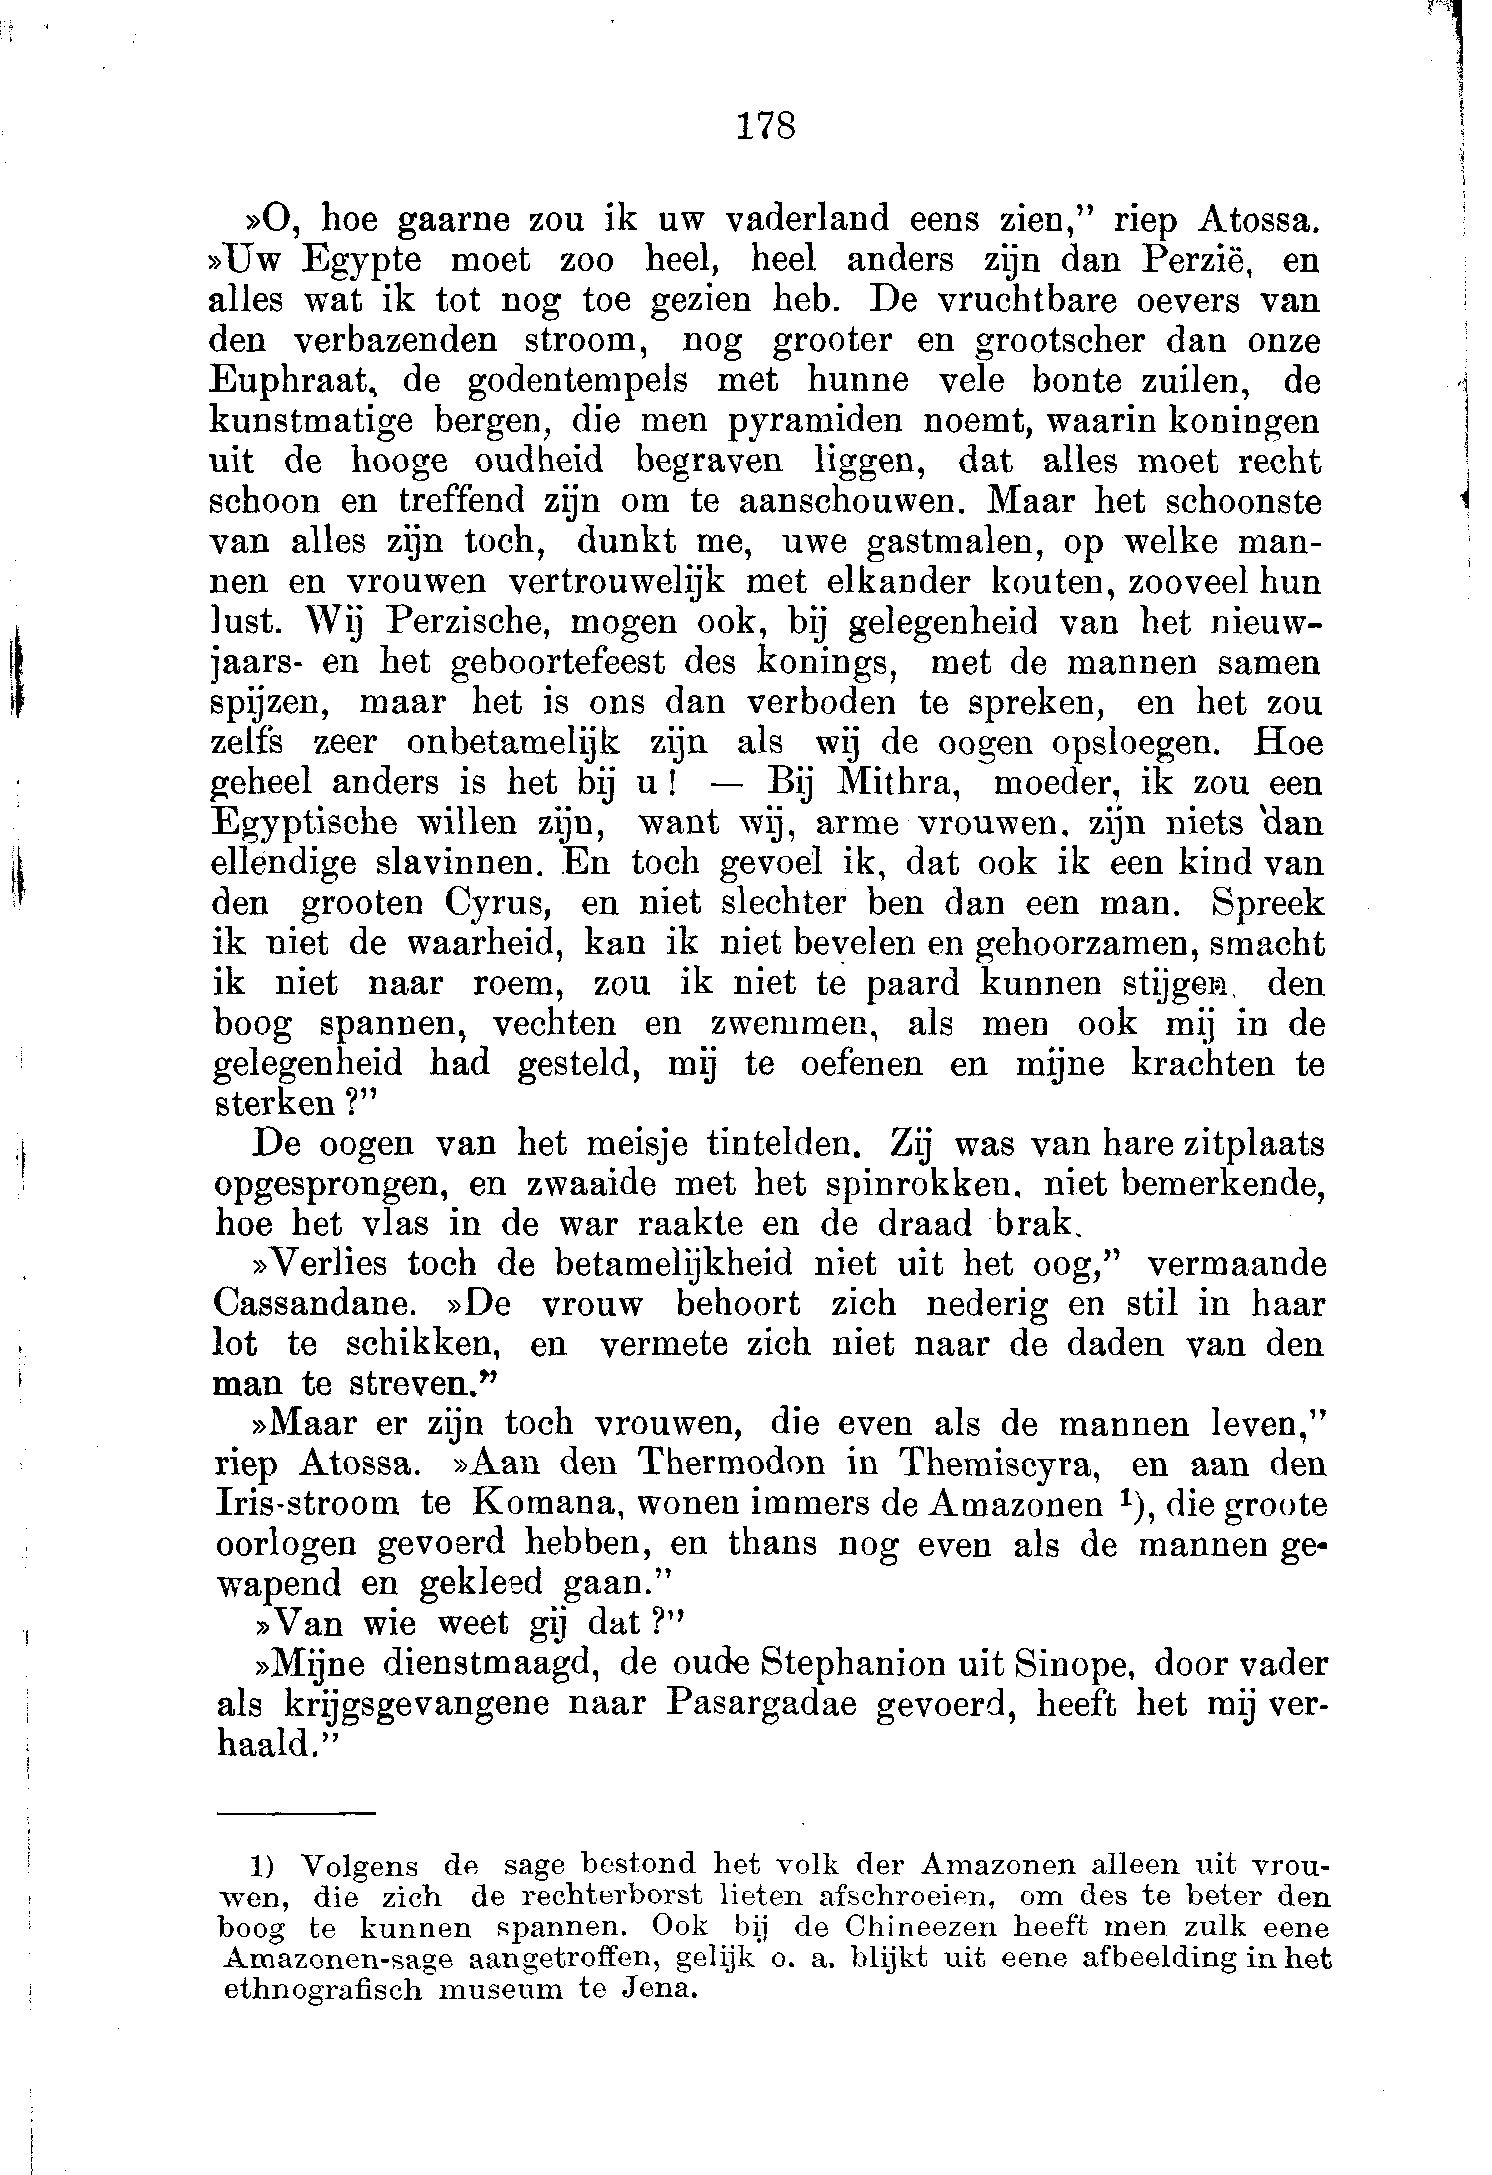 178
»O, hoe gaarne zou ik uw vaderland eens zien,” riep Atossa.
»Uw Egypte moet zoo heel, heel anders zijn dan Perzië, en
alles wat ik tot nog toe gezien heb. De vruchtbare oevers van
den verbazenden stroom, nog grooter en grootscher dan onze
Euphraat, de godentempels met hunne vele bonte zuilen, de
kunstmatige bergen, die men pyramiden noemt, waarin koningen
uit de hooge oudheid begraven liggen, dat alles moet recht
schoon en treffend zijn om te aanschouwen. Maar het schoonste
van alles zijn toch, dunkt me, uwe gastmalen, op welke man-
nen en vrouwen vertrouwelijk met elkander kouten, zooveel hun
lust. Wij Perzische, mogen ook, bij gelegenheid van het nieuw-
jaars- en het geboortefeest des konings, met de mannen samen
spijzen, maar het is ons dan verboden te spreken, en het zou
zelfs zeer onbetamelijk zijn als wij de oogen opsloegen. Hoe
geheel anders is het bij u! — Bij Mithra, moeder, ik zou een
Egyptische willen zijn, want wij, arme vrouwen. zijn niets dan
ellendige slavinnen. En toch gevoel ik, dat ook ik een kind van
den grooten Cyrus, en niet slechter ben dan een man. Spreek
ik niet de waarheid, kan ik niet bevelen en gehoorzamen, smacht
ik niet naar roem, zou ik niet te paard kunnen stijgen, den
boog spannen, vechten en zwemmen, als men ook mij in de
gelegenheid had gesteld, mij te oefenen en mijne krachten te
sterken?”
De oogen van het meisje tintelden. Zij was van hare zitplaats
opgesprongen, en zwaaide met het spinrokken. niet bemerkende,
hoe het vlas in de war raakte en de draad brak.
»Verlies toch de betamelijkheid niet uit het oog,” vermaande
Cassandane. »De vrouw behoort zich nederig en stil in haar
lot te schikken, en vermete zich niet naar de daden van den
man te streven.”
»Maar er zijn toch vrouwen, die even als de mannen leven,”
riep Atossa. »Aan den Thermodon in Themiscyra, en aan den
Iris-stroom te Komana, wonen immers de Amazonen ¹), die groote
oorlogen gevoerd hebben, en thans nog even als de mannen ge-
wapend en gekleed gaan.”
»Van wie weet gij dat?”
»Mijne dienstmaagd, de oude Stephanion uit Sinope, door vader
als krijgsgevangene naar Pasargadae gevoerd, heeft het mij ver-
haald.”
1) Volgens de sage bestond het volk der Amazonen alleen uit vrou-
wen, die zich de rechterborst lieten afschroeien, om des te beter den
boog te kunnen spannen. Ook bij de Chineezen heeft men zulk eene
Amazonen-sage aangetroffen, gelijk o. a. blijkt uit eene afbeelding in het
ethnografisch museum te Jena.